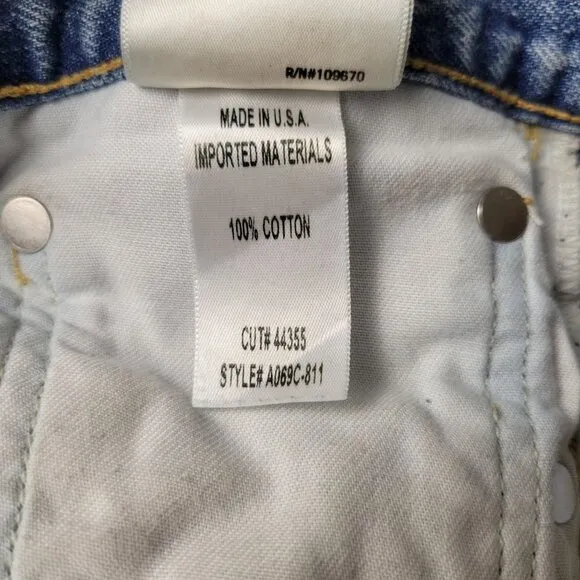 R/N#109670
MADE IN U.S.A.
IMPORTED MATERIALS
100% COTTON
CUT# 44355
STYLE# A069C-811